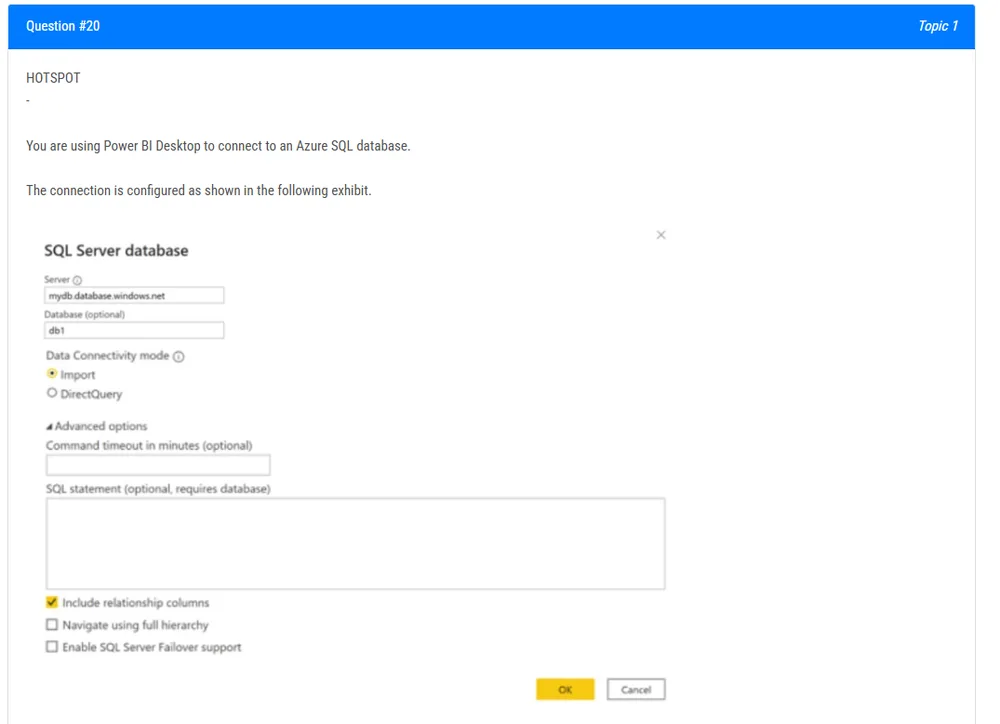 Question #20
Topic 1
HOTSPOT
-
You are using Power BI Desktop to connect to an Azure SQL database.
The connection is configured as shown in the following exhibit.
SQL Server database
Server
mydb.database.windows.net
Database (optional)
db1
Data Connectivity mode
Import
DirectQuery
Advanced options
Command timeout in minutes (optional)
SQL statement (optional, requires database)
Include relationship columns
Navigate using full hierarchy
Enable SQL Server Failover support
OK
Cancel